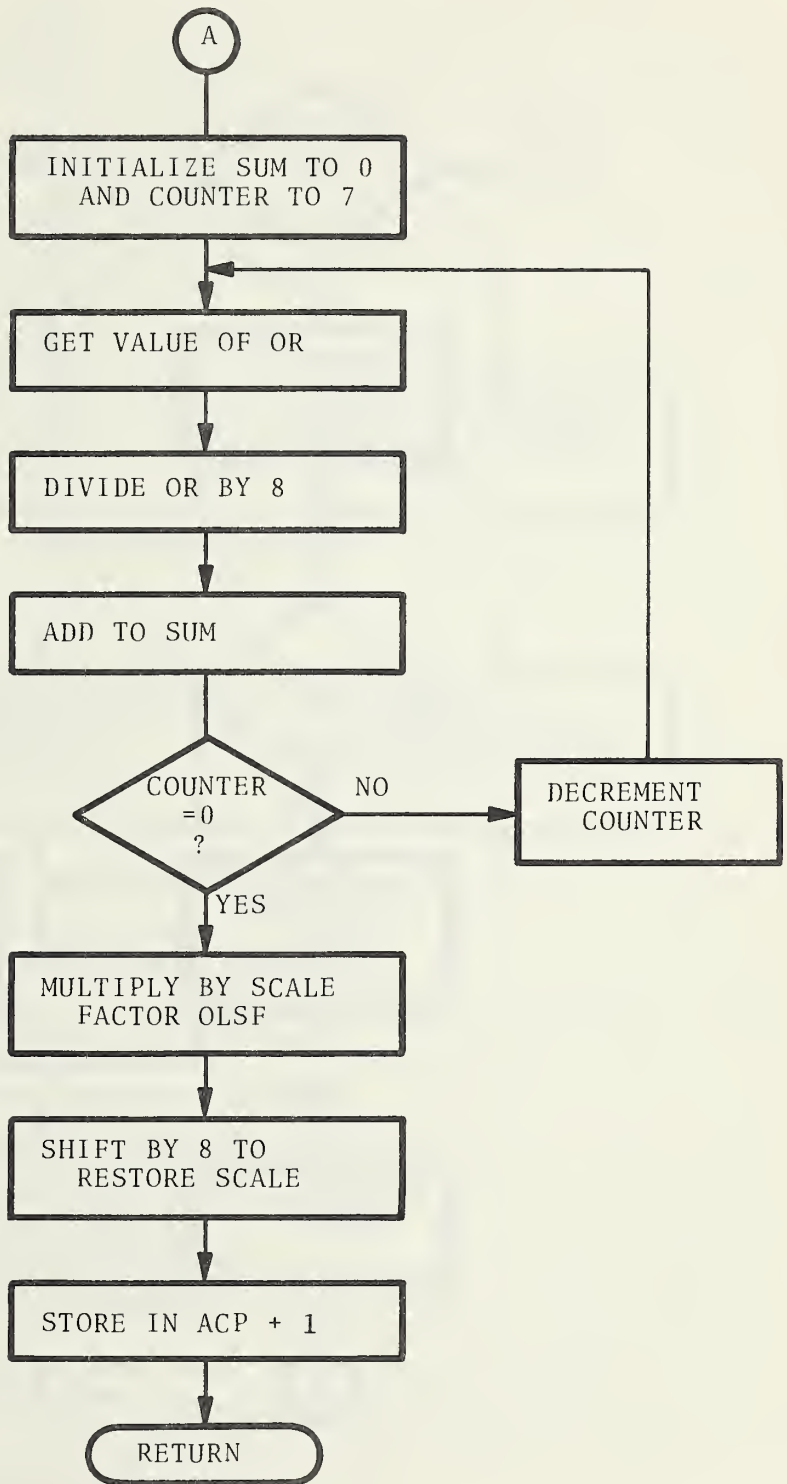 A
INITIALIZE SUM TO 0
AND COUNTER TO 7
GET VALUE OF OR
DIVIDE OR BY 8
ADD TO SUM
COUNTER
=0
?
NO
DECREMENT
COUNTER
YES
MULTIPLY BY SCALE
FACTOR OLSF
SHIFT BY 8 TO
RESTORE SCALE
STORE IN ACP + 1
RETURN